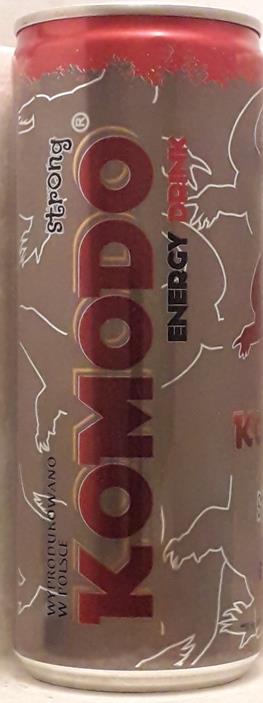 strong
KOMODO®
ENERGY DRINK
WYPRODUKOWANO
W POLSCE